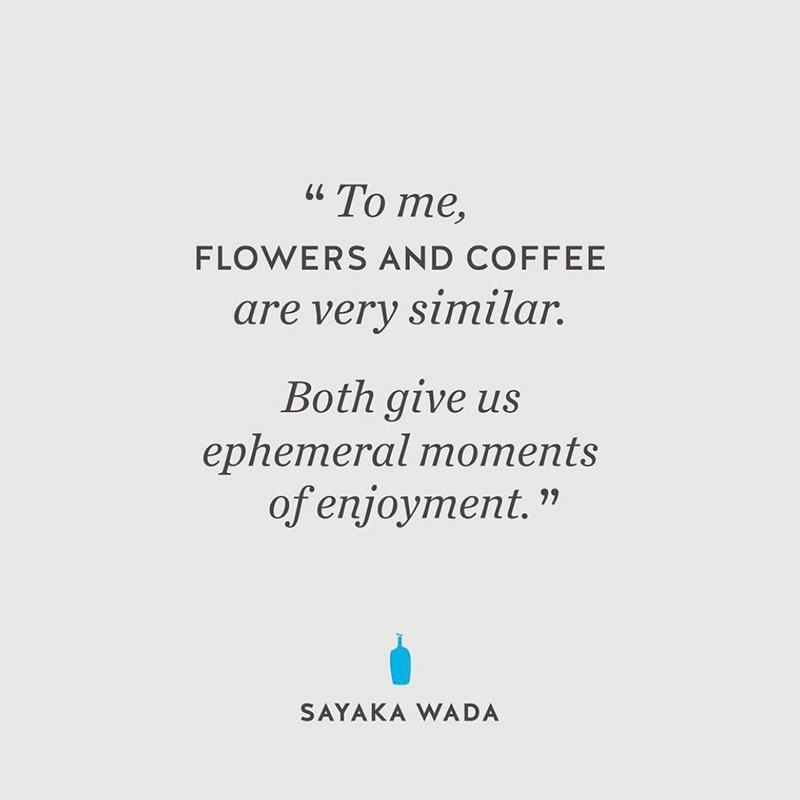 “ To me,
FLOWERS AND COFFEE
are very similar.
Both give us
ephemeral moments
of enjoyment.”
SAYAKA WADA